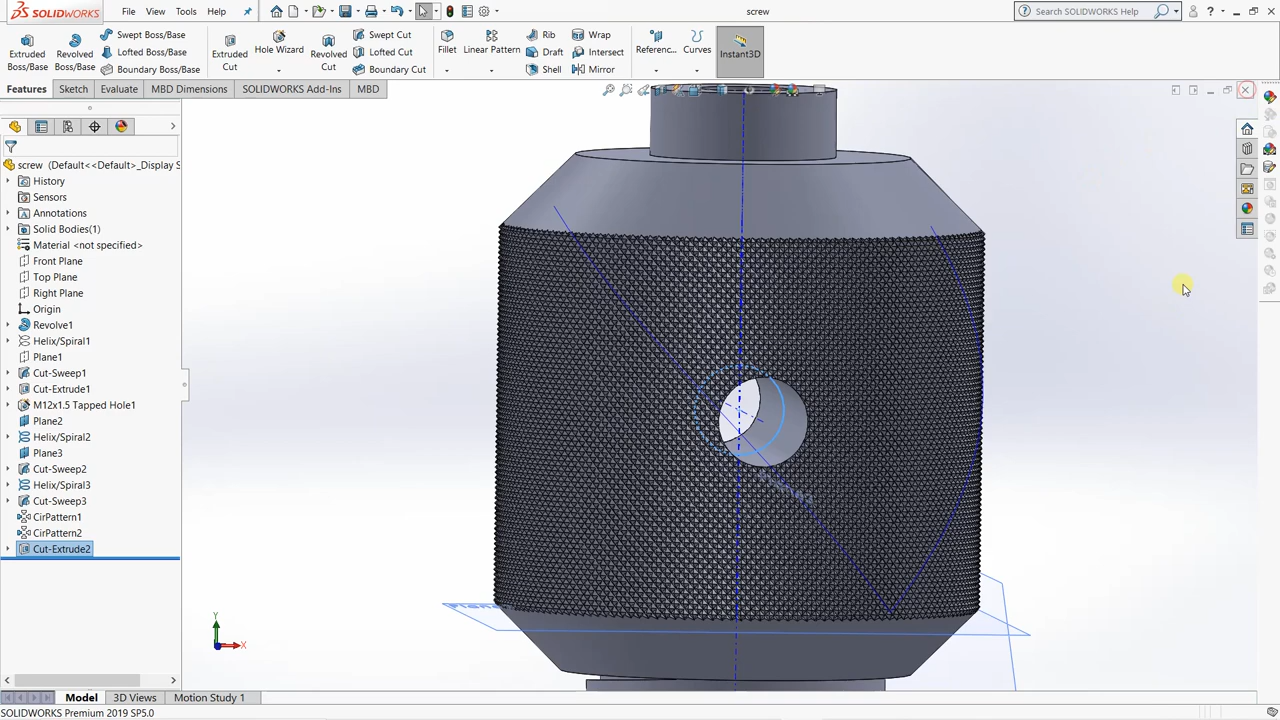 SOLIDWORKS File Edit View Tools Help screw Search SOLIDWORKS Help
Extruded Boss/Base
Revolved Boss/Base
Swept Boss/Base
Lofted Boss/Base
Boundary Boss/Base
Extruded Cut
Hole Wizard
Revolved Cut
Swept Cut
Lofted Cut
Boundary Cut
Fillet
Linear Pattern
Rib
Draft
Shell
Wrap
Intersect
Mirror
Referenc...
Curves
Instant3D
Features Sketch Evaluate MBD Dimensions SOLIDWORKS Add-Ins MBD
screw (Default<<Default>_Display S
History
Sensors
Annotations
Solid Bodies(1)
Material <not specified>
Front Plane
Top Plane
Right Plane
Origin
Revolve1
Helix/Spiral1
Plane1
Cut-Sweep1
Cut-Extrude1
M12x1.5 Tapped Hole1
Plane2
Helix/Spiral2
Plane3
Cut-Sweep2
Helix/Spiral3
Cut-Sweep3
CirPattern1
CirPattern2
Cut-Extrude2
Y
X
Model 3D Views Motion Study 1
SOLIDWORKS Premium 2019 SP5.0